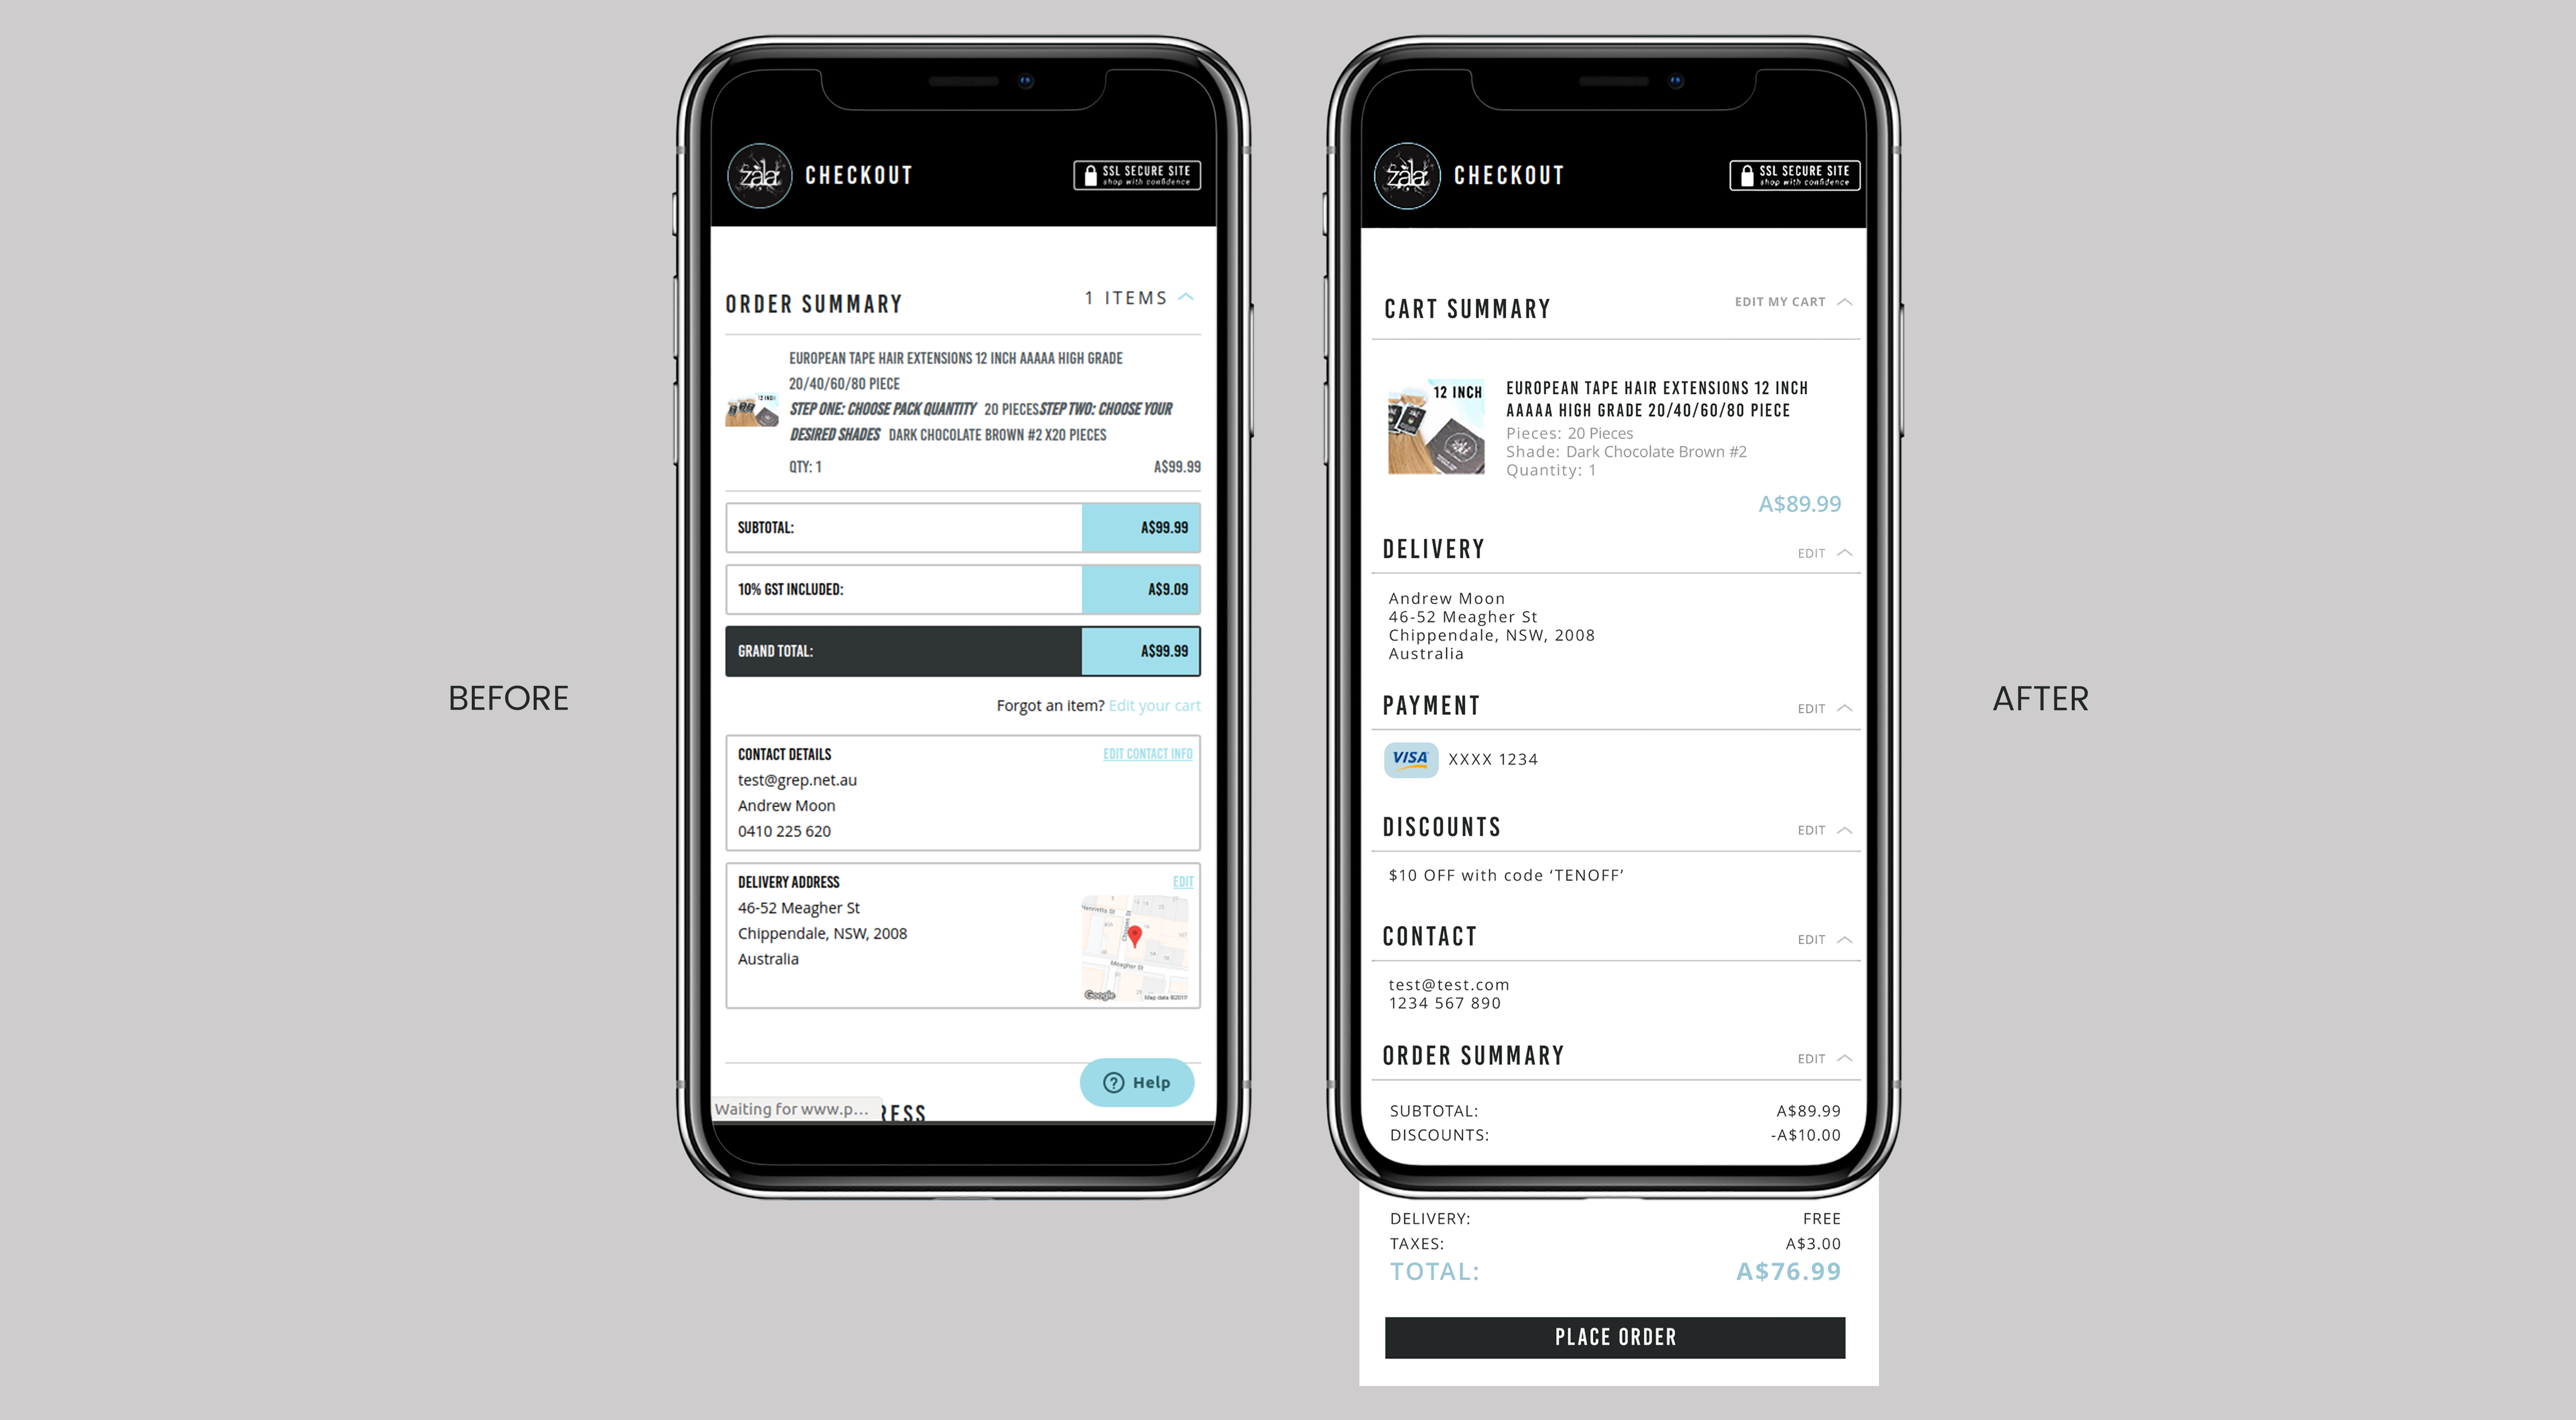 BEFORE
zala
CHECKOUT
SSL SECURE SITE
shop with confidence
ORDER SUMMARY
1 ITEMS
12 INCH
EUROPEAN TAPE HAIR EXTENSIONS 12 INCH AAAAA HIGH GRADE
20/40/60/80 PIECE
STEP ONE: CHOOSE PACK QUANTITY 20 PIECESSTEP TWO: CHOOSE YOUR
DESIRED SHADES DARK CHOCOLATE BROWN #2 X20 PIECES
QTY: 1 A$99.99
SUBTOTAL: A$99.99
10% GST INCLUDED: A$9.09
GRAND TOTAL: A$99.99
Forgot an item? Edit your cart
CONTACT DETAILS EDIT CONTACT INFO
test@grep.net.au
Andrew Moon
0410 225 620
DELIVERY ADDRESS EDIT
46-52 Meagher St
Chippendale, NSW, 2008
Australia
Meagher St
Google
Map data ©2017
Help
Waiting for www.p... RESS
zala
CHECKOUT
SSL SECURE SITE
shop with confidence
CART SUMMARY
EDIT MY CART
12 INCH
EUROPEAN TAPE HAIR EXTENSIONS 12 INCH
AAAAA HIGH GRADE 20/40/60/80 PIECE
Pieces: 20 Pieces
Shade: Dark Chocolate Brown #2
Quantity: 1
A$89.99
DELIVERY EDIT
Andrew Moon
46-52 Meagher St
Chippendale, NSW, 2008
Australia
PAYMENT EDIT
VISA XXXX 1234
DISCOUNTS EDIT
$10 OFF with code ‘TENOFF’
CONTACT EDIT
test@test.com
1234 567 890
ORDER SUMMARY EDIT
SUBTOTAL: A$89.99
DISCOUNTS: -A$10.00
DELIVERY: FREE
TAXES: A$3.00
TOTAL: A$76.99
PLACE ORDER
AFTER